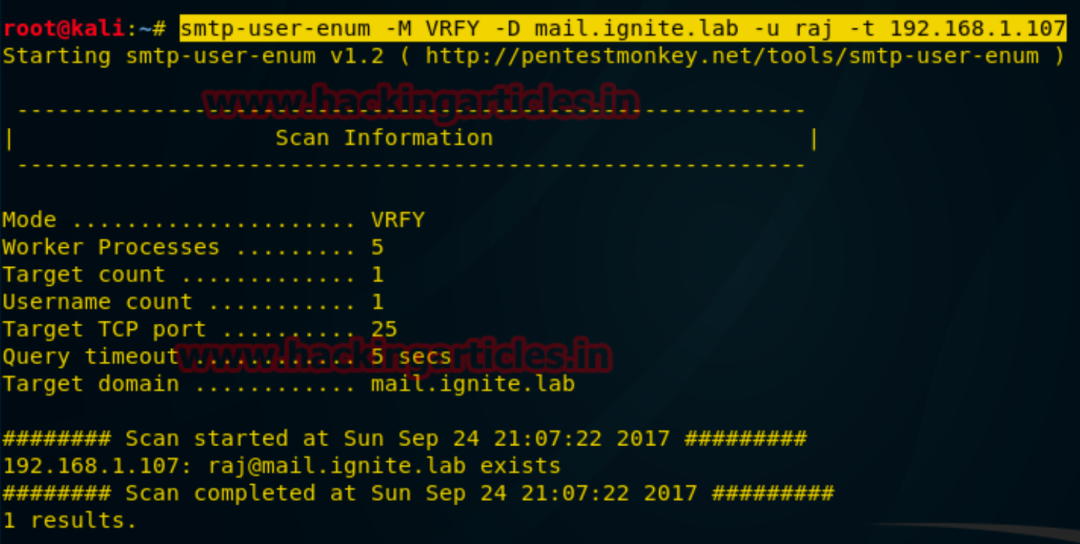 root@kali:~# smtp-user-enum -M VRFY -D mail.ignite.lab -u raj -t 192.168.1.107
Starting smtp-user-enum v1.2 ( http://pentestmonkey.net/tools/smtp-user-enum )
www.hackingarticles.in
----------------------------------------------------------
|                   Scan Information                       |
----------------------------------------------------------
Mode ..................... VRFY
Worker Processes ......... 5
Target count ............. 1
Username count ........... 1
Target TCP port .......... 25
Query timeout ............ 5 secs
www.hackingarticles.in
Target domain ............ mail.ignite.lab
######## Scan started at Sun Sep 24 21:07:22 2017 #########
192.168.1.107: raj@mail.ignite.lab exists
######## Scan completed at Sun Sep 24 21:07:22 2017 #########
1 results.